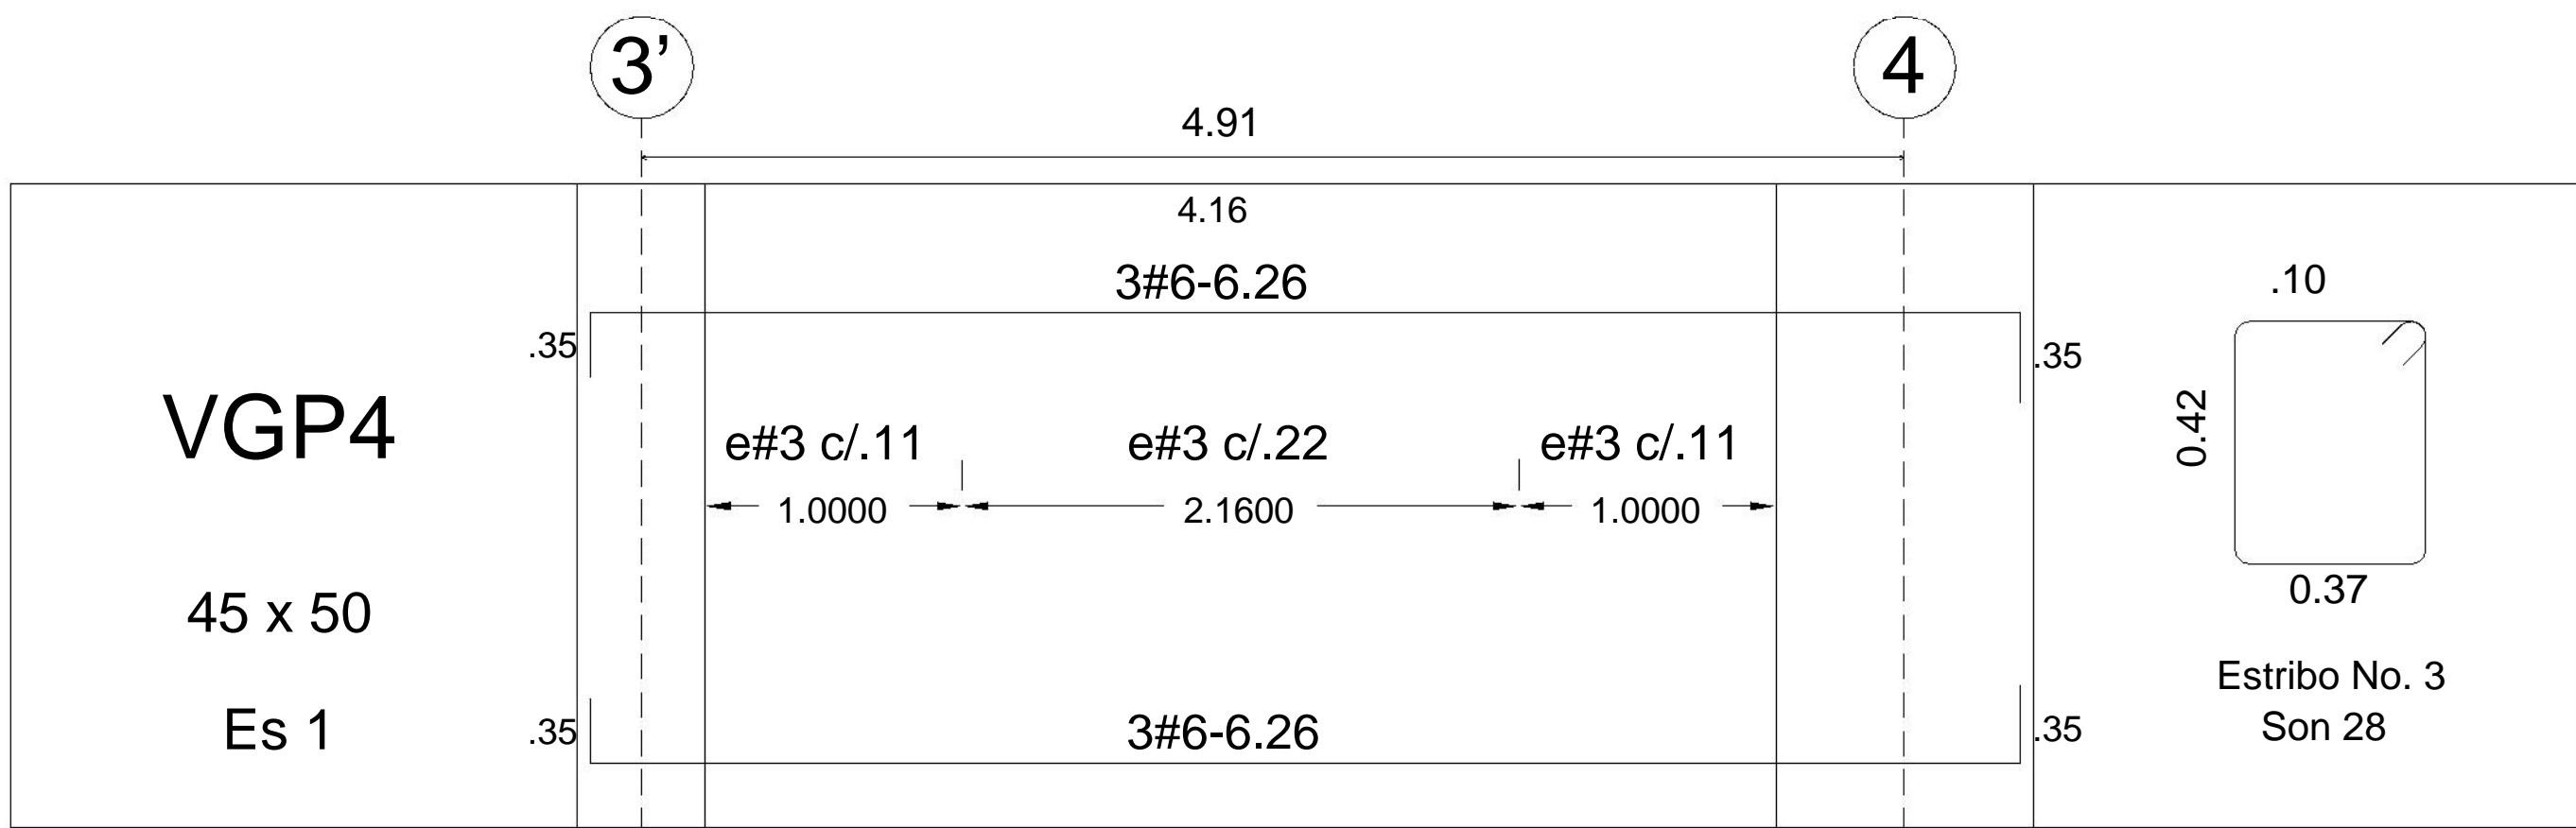 3’
4
4.91
4.16
3#6-6.26
.35
.35
VGP4
45 x 50
Es 1
e#3 c/.11
e#3 c/.22
e#3 c/.11
1.0000
2.1600
1.0000
.35
3#6-6.26
.35
.10
0.42
0.37
Estribo No. 3
Son 28